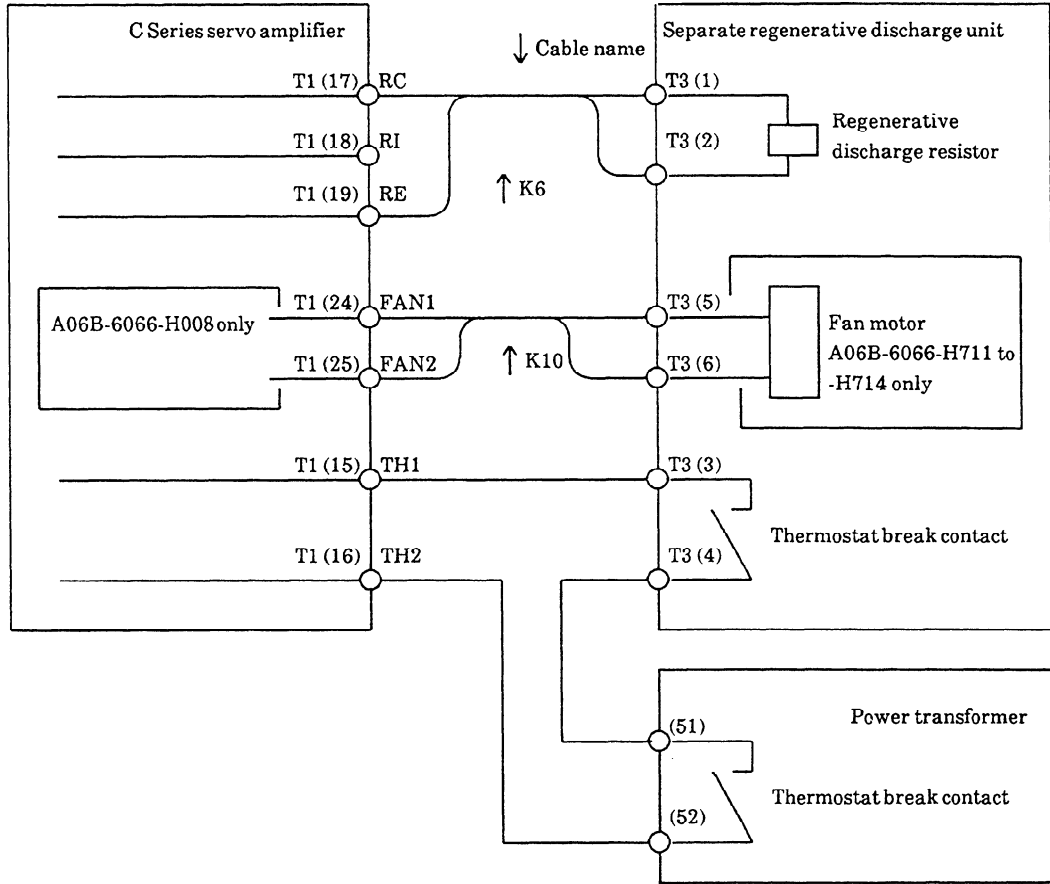 C Series servo amplifier
Separate regenerative discharge unit
↓ Cable name
T1 (17) RC
T3 (1)
T1 (18) RI
T3 (2)
Regenerative
discharge resistor
T1 (19) RE
↑ K6
A06B-6066-H008 only
T1 (24) FAN1
T3 (5)
Fan motor
A06B-6066-H711 to
-H714 only
T1 (25) FAN2
↑ K10
T3 (6)
T1 (15) TH1
T3 (3)
Thermostat break contact
T1 (16) TH2
T3 (4)
Power transformer
(51)
Thermostat break contact
(52)